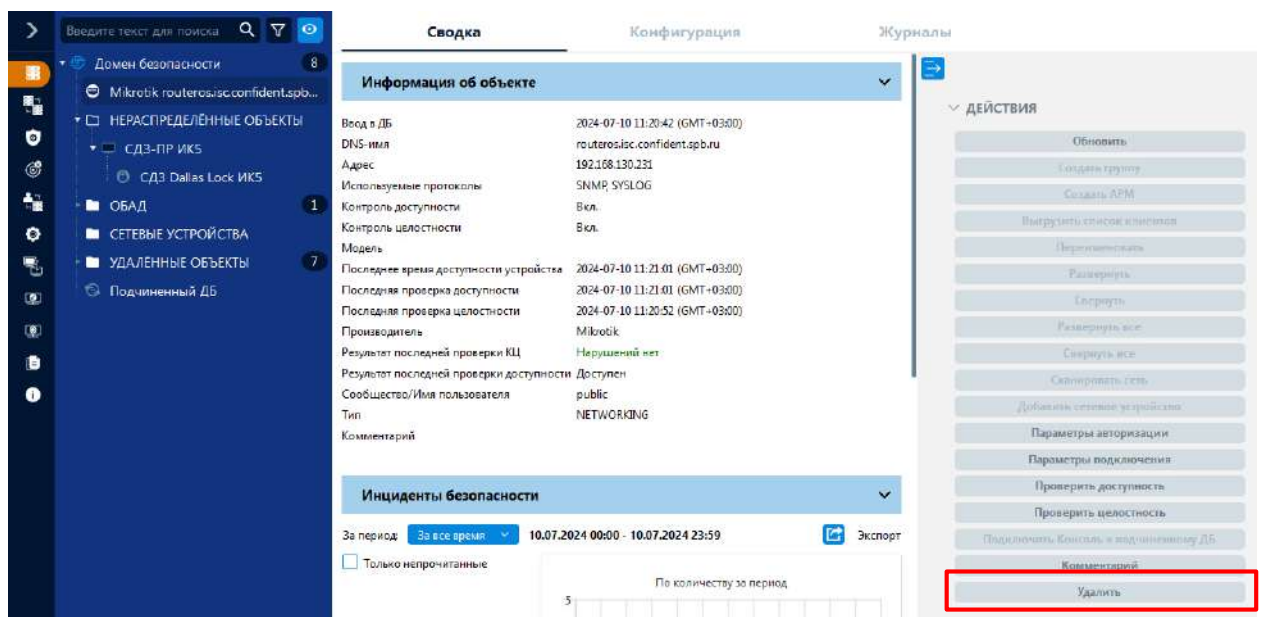 Введите текст для поиска
Домен безопасности 8
Mikrotik routeros.isc.confident.spb...
НЕРАСПРЕДЕЛЁННЫЕ ОБЪЕКТЫ
СДЗ-ПР ИК5
СДЗ Dallas Lock ИК5
ОБАД 1
СЕТЕВЫЕ УСТРОЙСТВА
УДАЛЕННЫЕ ОБЪЕКТЫ 7
Подчиненный ДБ
Сводка Конфигурация Журналы
Информация об объекте
Ввод в ДБ 2024-07-10 11:20:42 (GMT+03:00)
DNS-имя routeros.isc.confident.spb.ru
Адрес 192.168.130.231
Используемые протоколы SNMP, SYSLOG
Контроль доступности Вкл.
Контроль целостности Вкл.
Модель
Последнее время доступности устройства 2024-07-10 11:21:01 (GMT+03:00)
Последняя проверка доступности 2024-07-10 11:21:01 (GMT+03:00)
Последняя проверка целостности 2024-07-10 11:20:52 (GMT+03:00)
Производитель Mikrotik
Результат последней проверки КЦ Нарушений нет
Результат последней проверки доступности Доступен
Сообщество/Имя пользователя public
Тип NETWORKING
Комментарий
Инциденты безопасности
За период: За все время 10.07.2024 00:00 - 10.07.2024 23:59 Экспорт
Только непрочитанные
По количеству за период
5
ДЕЙСТВИЯ
Обновить
Создать группу
Создать АРМ
Выгрузить список клиентов
Переименовать
Развернуть
Свернуть
Развернуть все
Свернуть все
Сканировать сеть
Добавить сетевое устройство
Параметры авторизации
Параметры подключения
Проверить доступность
Проверить целостность
Подключить Консоль к подчиненному ДБ
Комментарий
Удалить